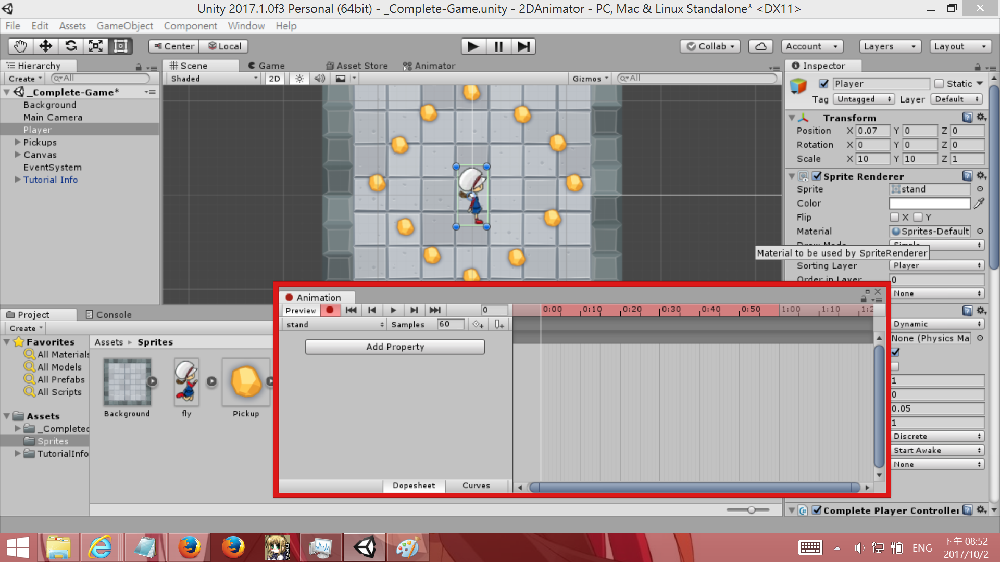 Unity 2017.1.0f3 Personal (64bit) - _Complete-Game.unity - 2DAnimator - PC, Mac & Linux Standalone* <DX11>
File Edit Assets GameObject Component Window Help
Center Local Collab Account Layers Layout
Hierarchy
Create All
_Complete-Game*
Background
Main Camera
Player
Pickups
Canvas
EventSystem
Tutorial Info
Scene Game Asset Store Animator
Shaded 2D Gizmos All
Inspector
Player Static
Tag Untagged Layer Default
Transform
Position X 0.07 Y 0 Z 0
Rotation X 0 Y 0 Z 0
Scale X 10 Y 10 Z 1
Sprite Renderer
Sprite stand
Color
Flip X Y
Material Sprites-Default
Draw Mode Simple
Material to be used by SpriteRenderer
Sorting Layer Player
Order in Layer 0
None
Dynamic
None (Physics Ma
1
0
0.05
1
Discrete
Start Awake
None
Complete Player Controller
Animation
Preview 0
0:00 0:10 0:20 0:30 0:40 0:50 1:00 1:10 1:2
stand Samples 60
Add Property
Dopesheet Curves
Project Console
Create
Favorites
All Materials
All Models
All Prefabs
All Scripts
Assets
_Completed
Sprites
TutorialInfo
Assets Sprites
Background fly Pickup
ENG
下午 08:52
2017/10/2